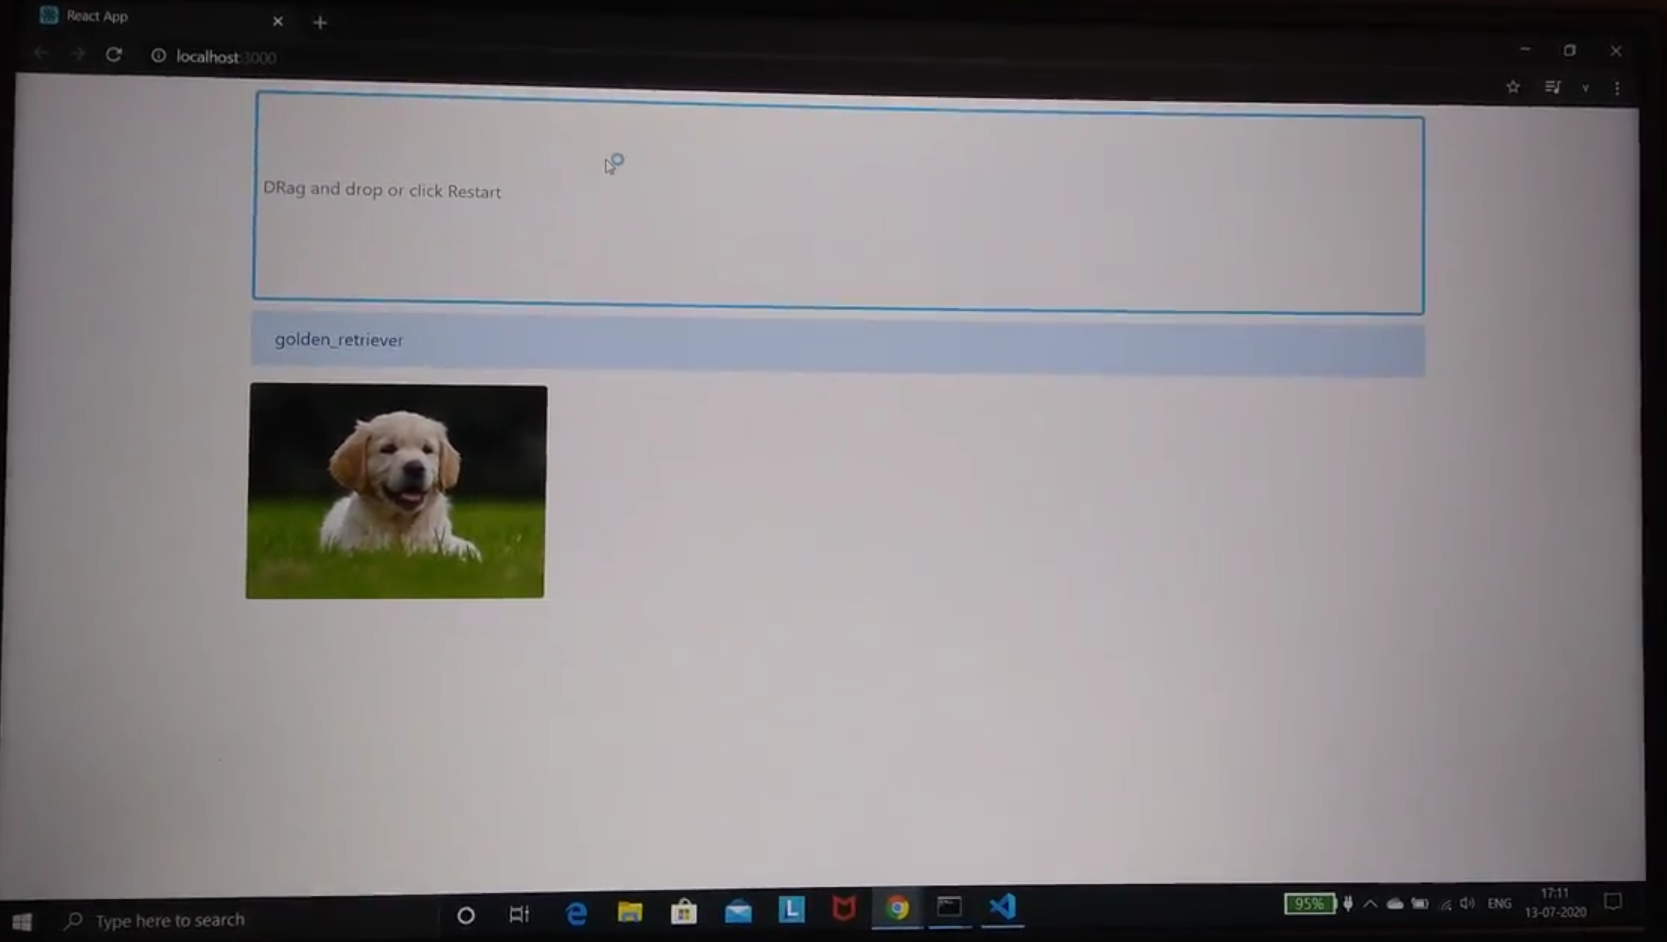 React App
localhost:3000
DRag and drop or click Restart
golden_retriever
Type here to search
L
95%
ENG
17:11
13-07-2020